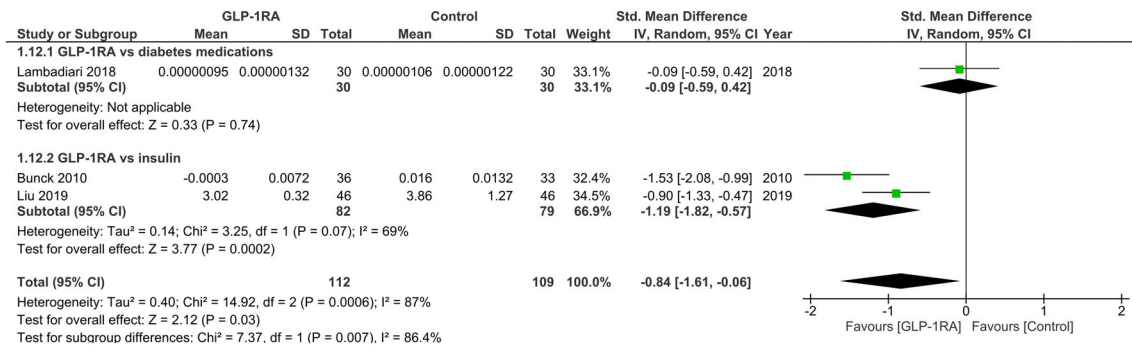 GLP-1RA Control Std. Mean Difference Std. Mean Difference
Study or Subgroup Mean SD Total Mean SD Total Weight IV, Random, 95% CI Year IV, Random, 95% CI
1.12.1 GLP-1RA vs diabetes medications
Lambadiari 2018 0.00000095 0.00000132 30 0.00000106 0.00000122 30 33.1% -0.09 [-0.59, 0.42] 2018
Subtotal (95% CI) 30 30 33.1% -0.09 [-0.59, 0.42]
Heterogeneity: Not applicable
Test for overall effect: Z = 0.33 (P = 0.74)
1.12.2 GLP-1RA vs insulin
Bunck 2010 -0.0003 0.0072 36 0.016 0.0132 33 32.4% -1.53 [-2.08, -0.99] 2010
Liu 2019 3.02 0.32 46 3.86 1.27 46 34.5% -0.90 [-1.33, -0.47] 2019
Subtotal (95% CI) 82 79 66.9% -1.19 [-1.82, -0.57]
Heterogeneity: Tau² = 0.14; Chi² = 3.25, df = 1 (P = 0.07); I² = 69%
Test for overall effect: Z = 3.77 (P = 0.0002)
Total (95% CI) 112 109 100.0% -0.84 [-1.61, -0.06]
Heterogeneity: Tau² = 0.40; Chi² = 14.92, df = 2 (P = 0.0006); I² = 87%
Test for overall effect: Z = 2.12 (P = 0.03)
Test for subgroup differences: Chi² = 7.37, df = 1 (P = 0.007), I² = 86.4%
-2 -1 0 1 2
Favours [GLP-1RA] Favours [Control]